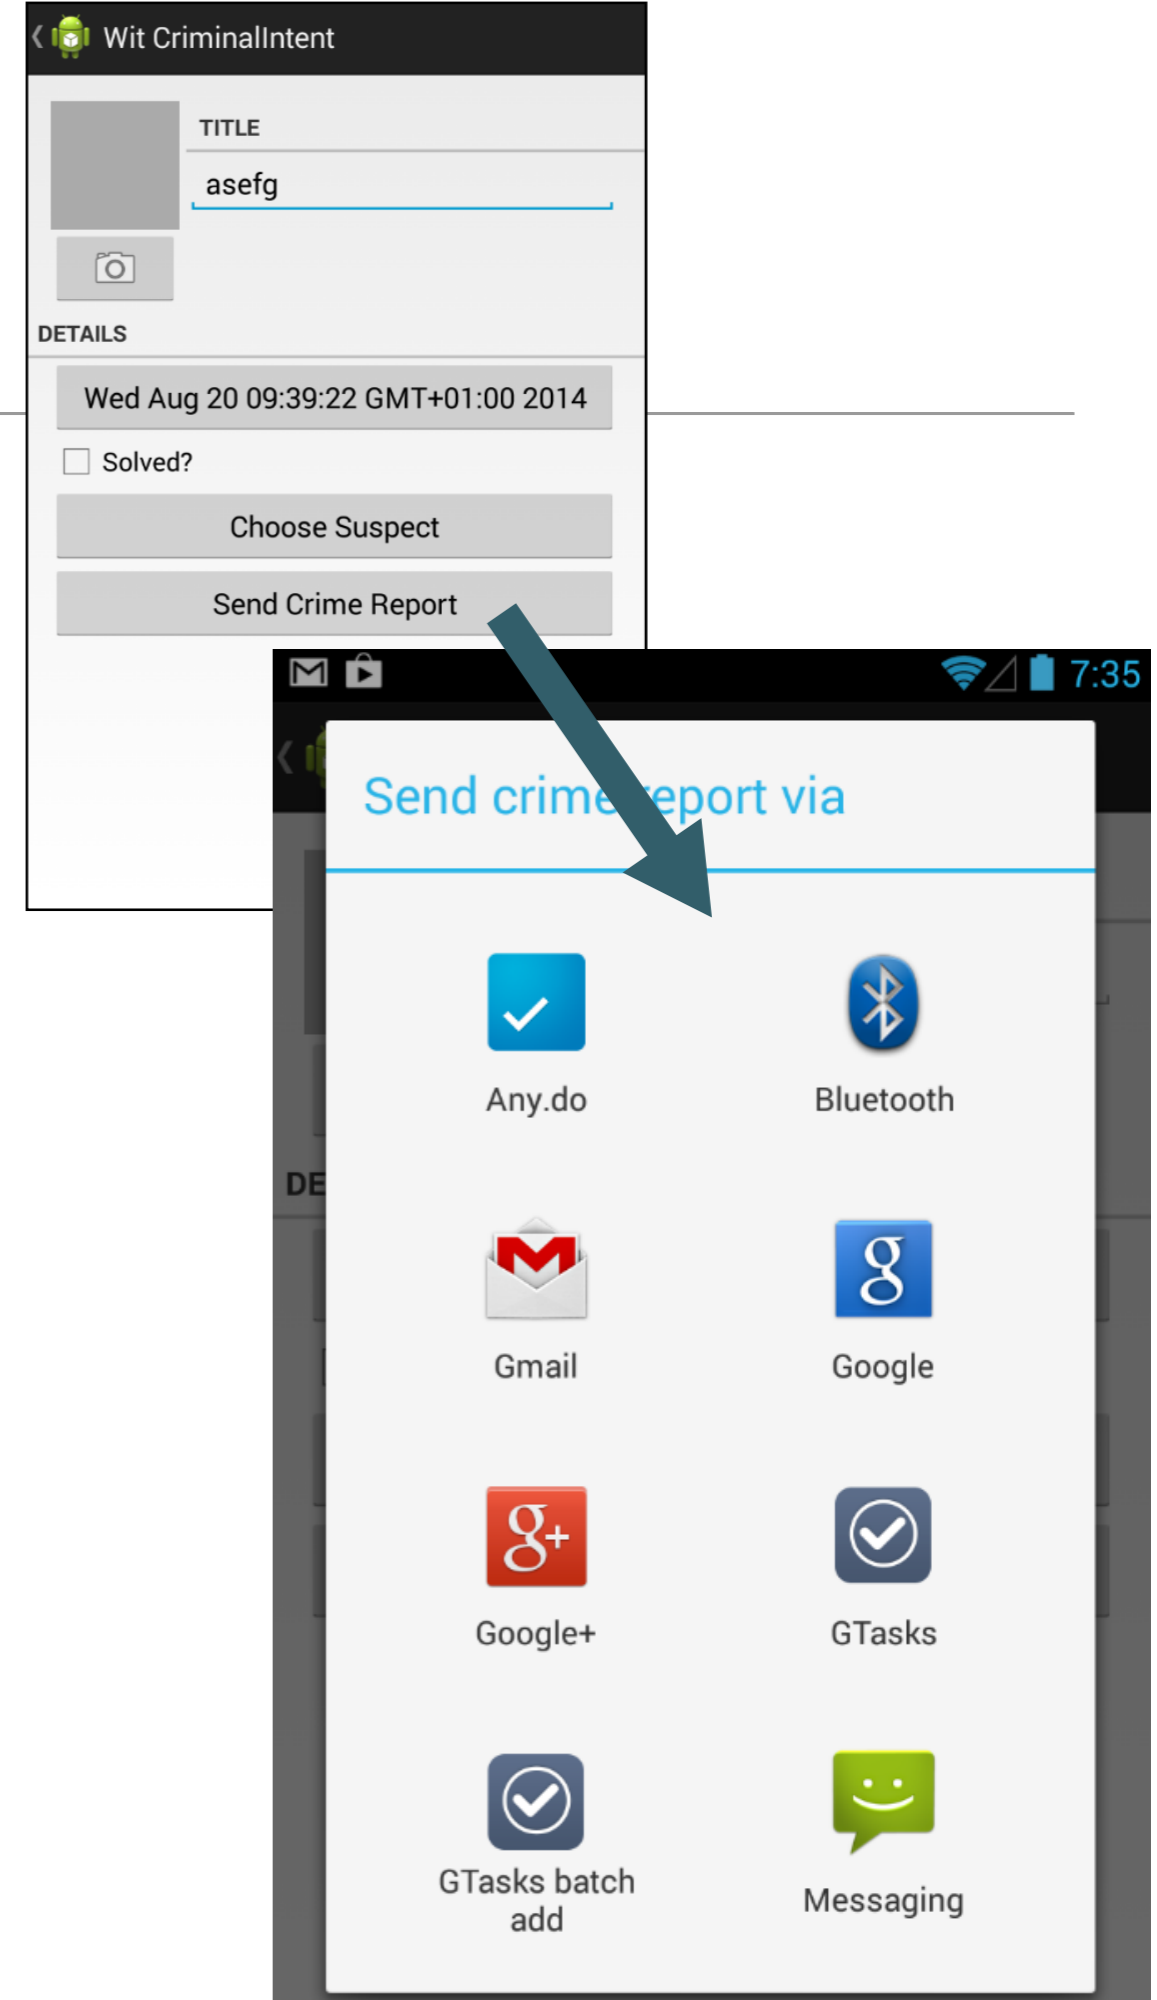 Wit CriminalIntent
TITLE
asefg
DETAILS
Wed Aug 20 09:39:22 GMT+01:00 2014
Solved?
Choose Suspect
Send Crime Report
7:35
Send crime report via
Any.do
Bluetooth
Gmail
Google
Google+
GTasks
GTasks batch
add
Messaging
DE